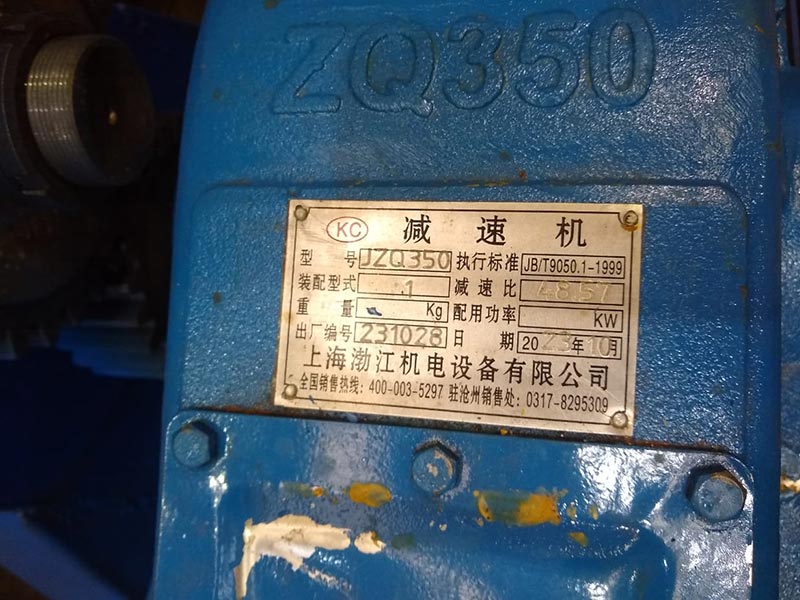 ZQ350
KC 减速机
型号 JZQ350 执行标准 JB/T9050.1-1999
装配型式 1 减速比 48.57
重量 Kg 配用功率 KW
出厂编号 231028 日期 2023年10月
上海渤江机电设备有限公司
全国销售热线: 400-003-5297 驻沧州销售处: 0317-8295309